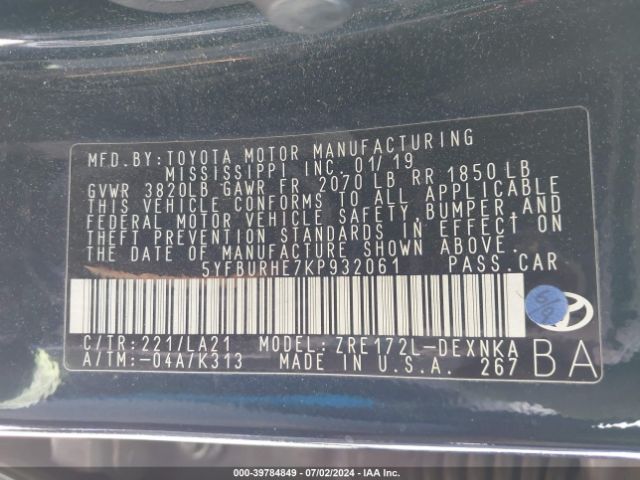 MFD.BY:TOYOTA MOTOR MANUFACTURING
MISSISSIPPI INC. 01/19
GVWR 3820LB GAWR FR 2070LB RR 1850LB
THIS VEHICLE CONFORMS TO ALL APPLICABLE
FEDERAL MOTOR VEHICLE SAFETY,BUMPER,AND
THEFT PREVENTION STANDARDS IN EFFECT ON
THE DATE OF MANUFACTURE SHOWN ABOVE.
5YFBURHE7KP932061 PASS.CAR
C/TR:221/LA21 MODEL:ZRE172L-DEXNKA
A/TM:-04A/K313 MADE IN U.S.A. 267
BA
000-39784849 | 07/02/2024 | IAA Inc.